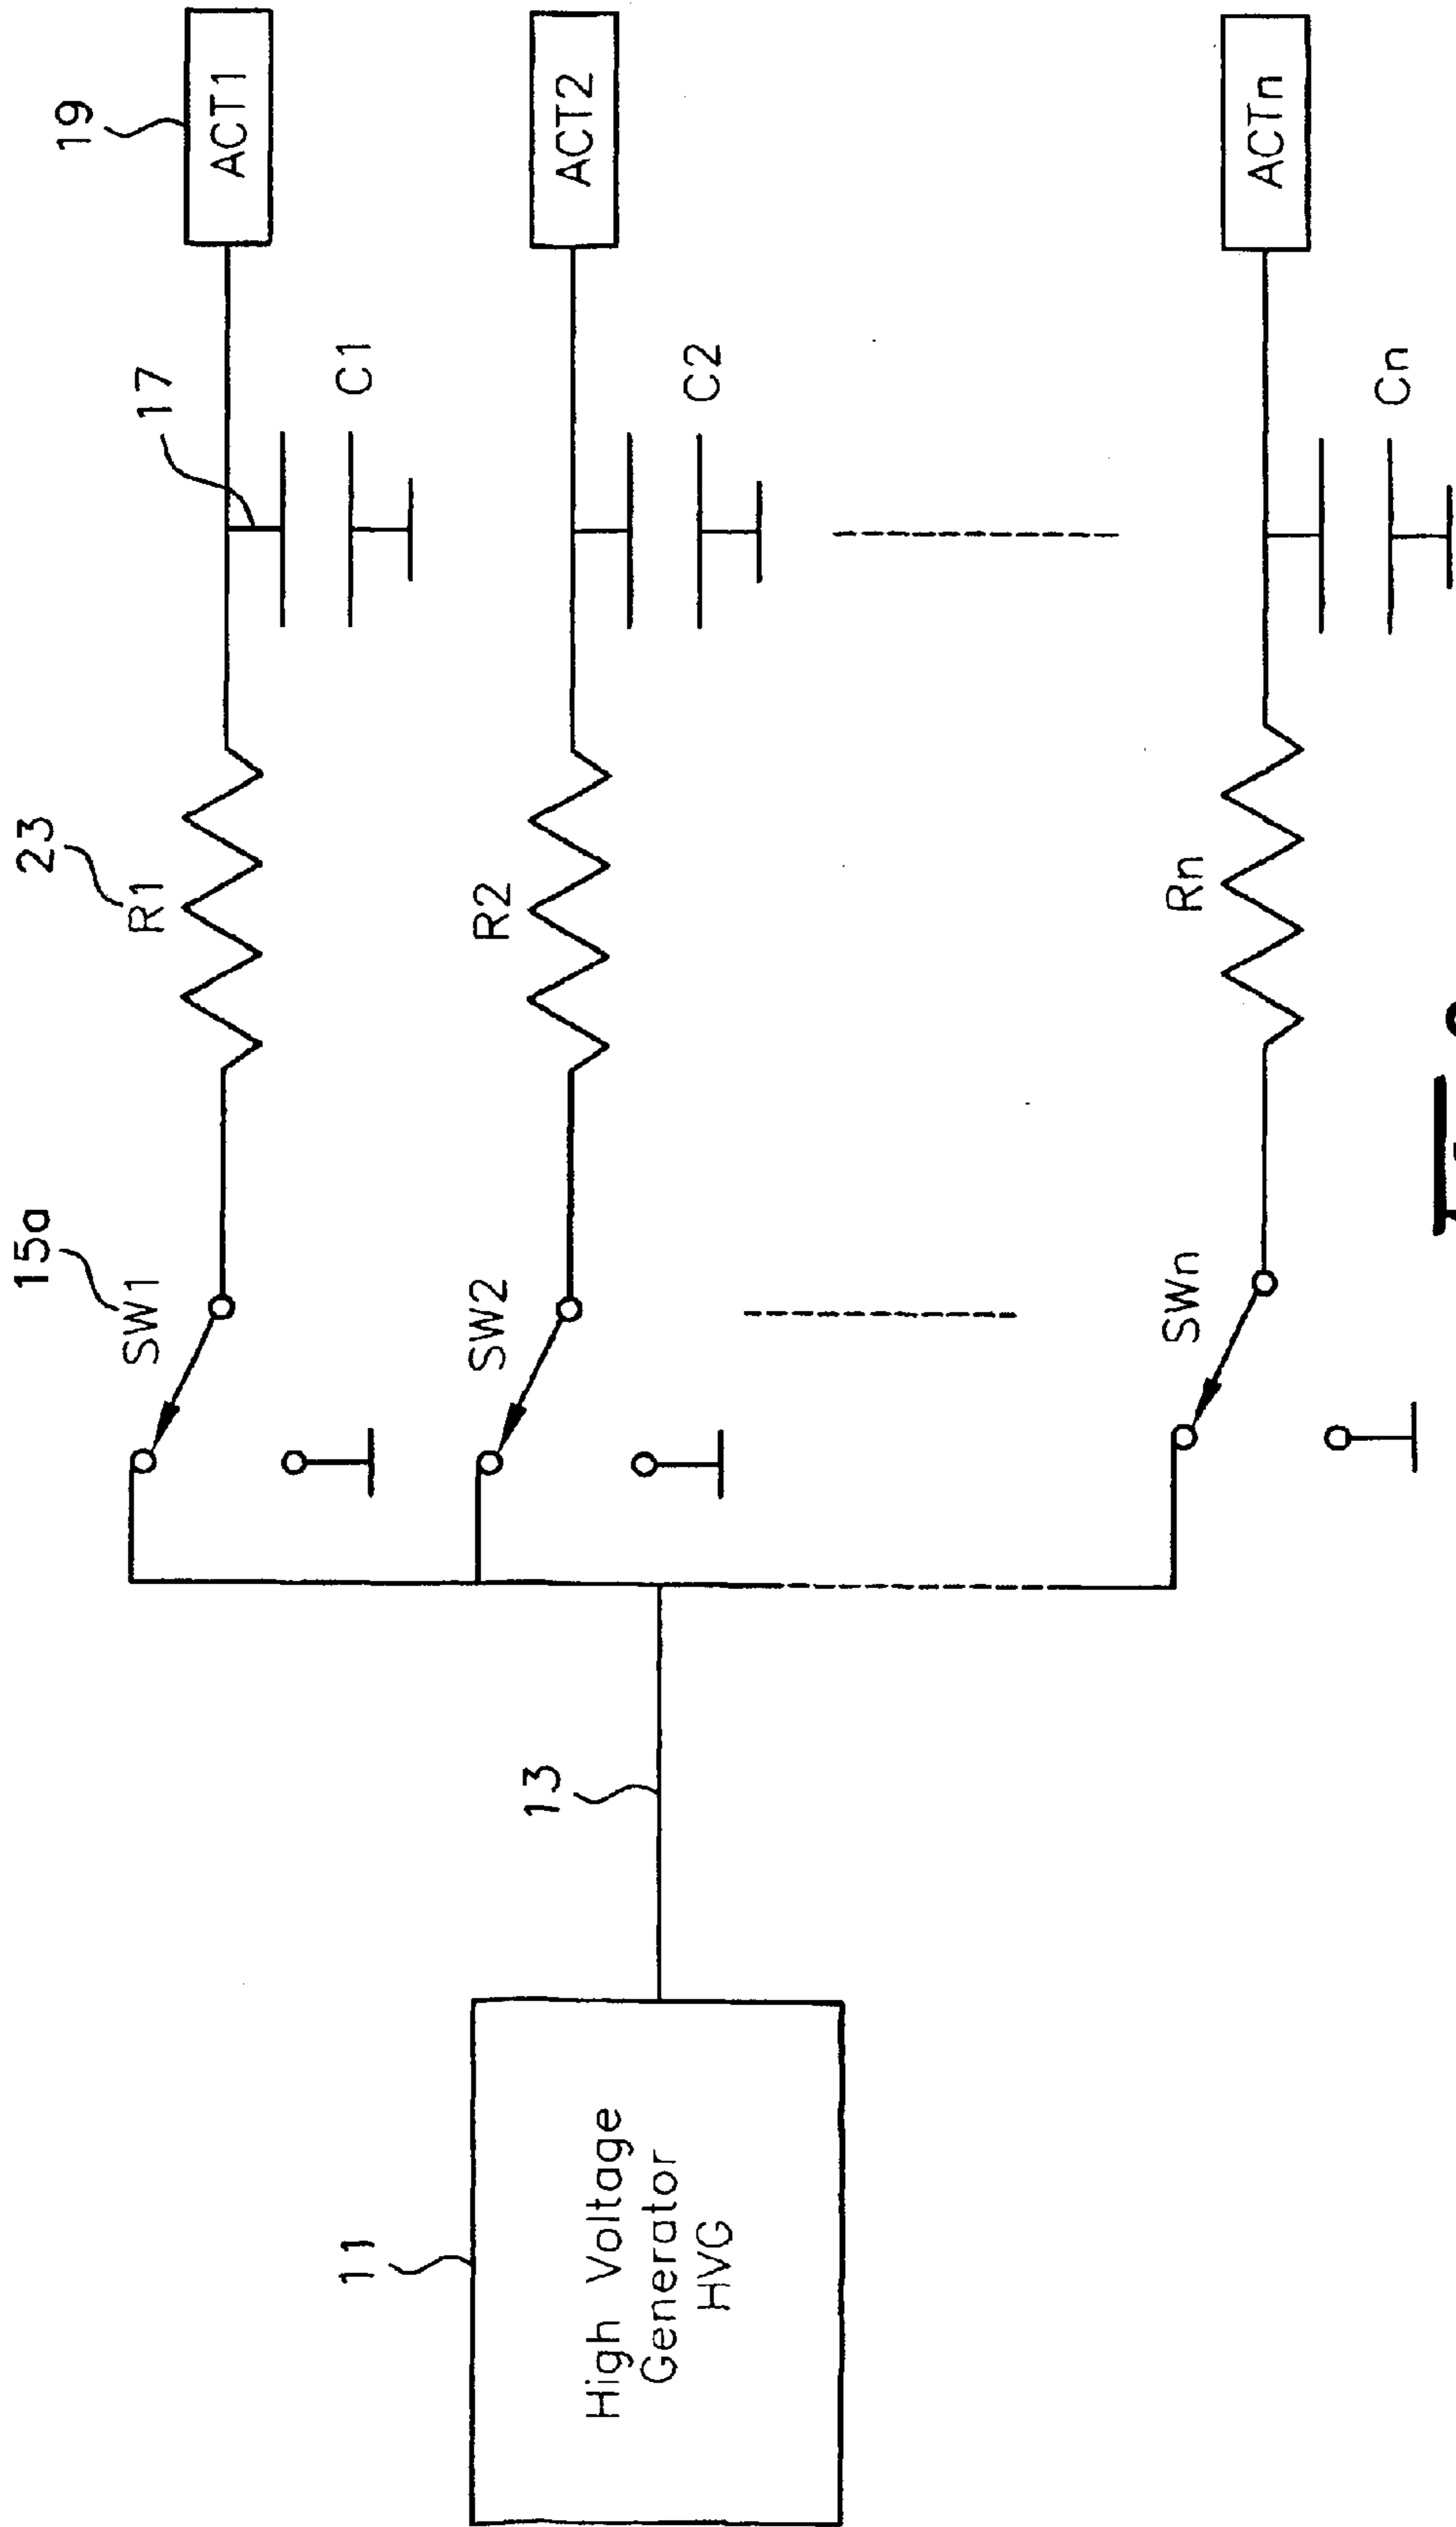 11
High Voltage
Generator
HVG
13
15a
SW1
23
R1
17
C1
19
ACT1
SW2
R2
C2
ACT2
SWn
Rn
Cn
ACTn